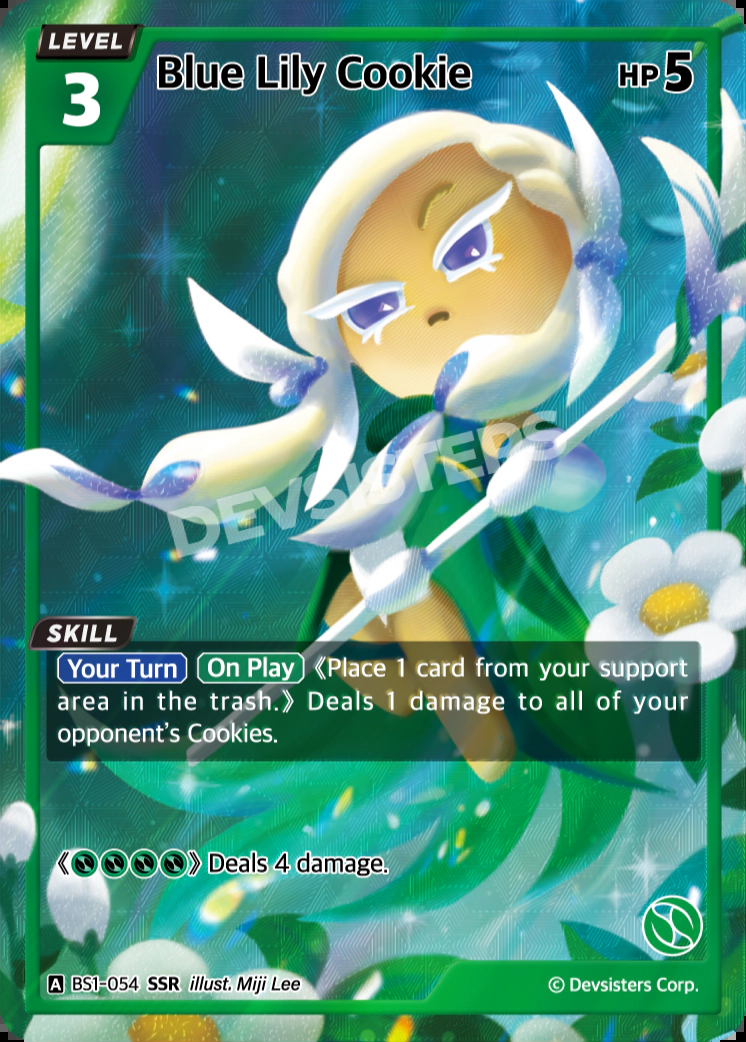 LEVEL
3
Blue Lily Cookie
HP 5
DEVSISTERS
SKILL
Your Turn On Play 《Place 1 card from your support
area in the trash.》 Deals 1 damage to all of your
opponent's Cookies.
《》 Deals 4 damage.
A BS1-054 SSR illust. Miji Lee
© Devsisters Corp.